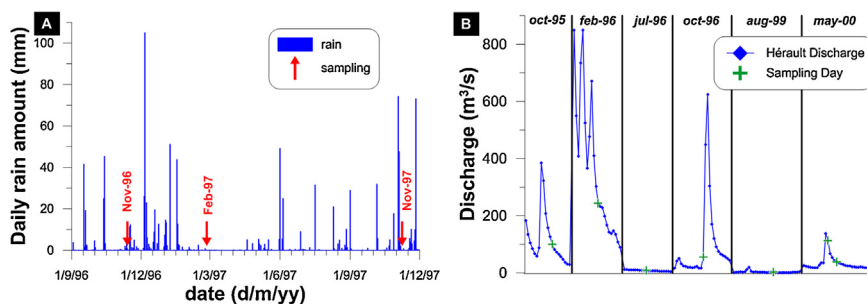 A
Daily rain amount (mm)
100
80
60
40
20
0
rain
sampling
Nov-96
Feb-97
Nov-97
1/9/96 1/12/96 1/3/97 1/6/97 1/9/97 1/12/97
date (d/m/yy)
B
oct-95 feb-96 jul-96 oct-96 aug-99 may-00
Discharge (m³/s)
800
600
400
200
0
Hérault Discharge
Sampling Day